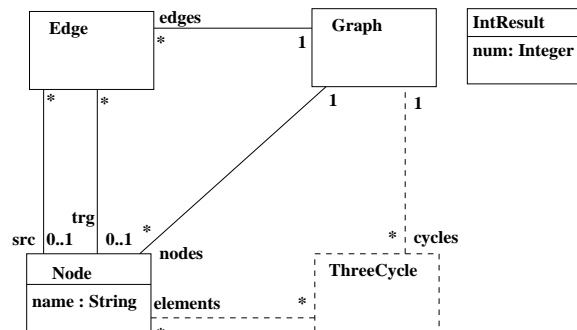 edges
Edge
Graph
IntResult
*
1
num: Integer
*
*
1
1
trg
*
src
0..1
0..1
*
cycles
nodes
Node
ThreeCycle
name : String
elements
*
*